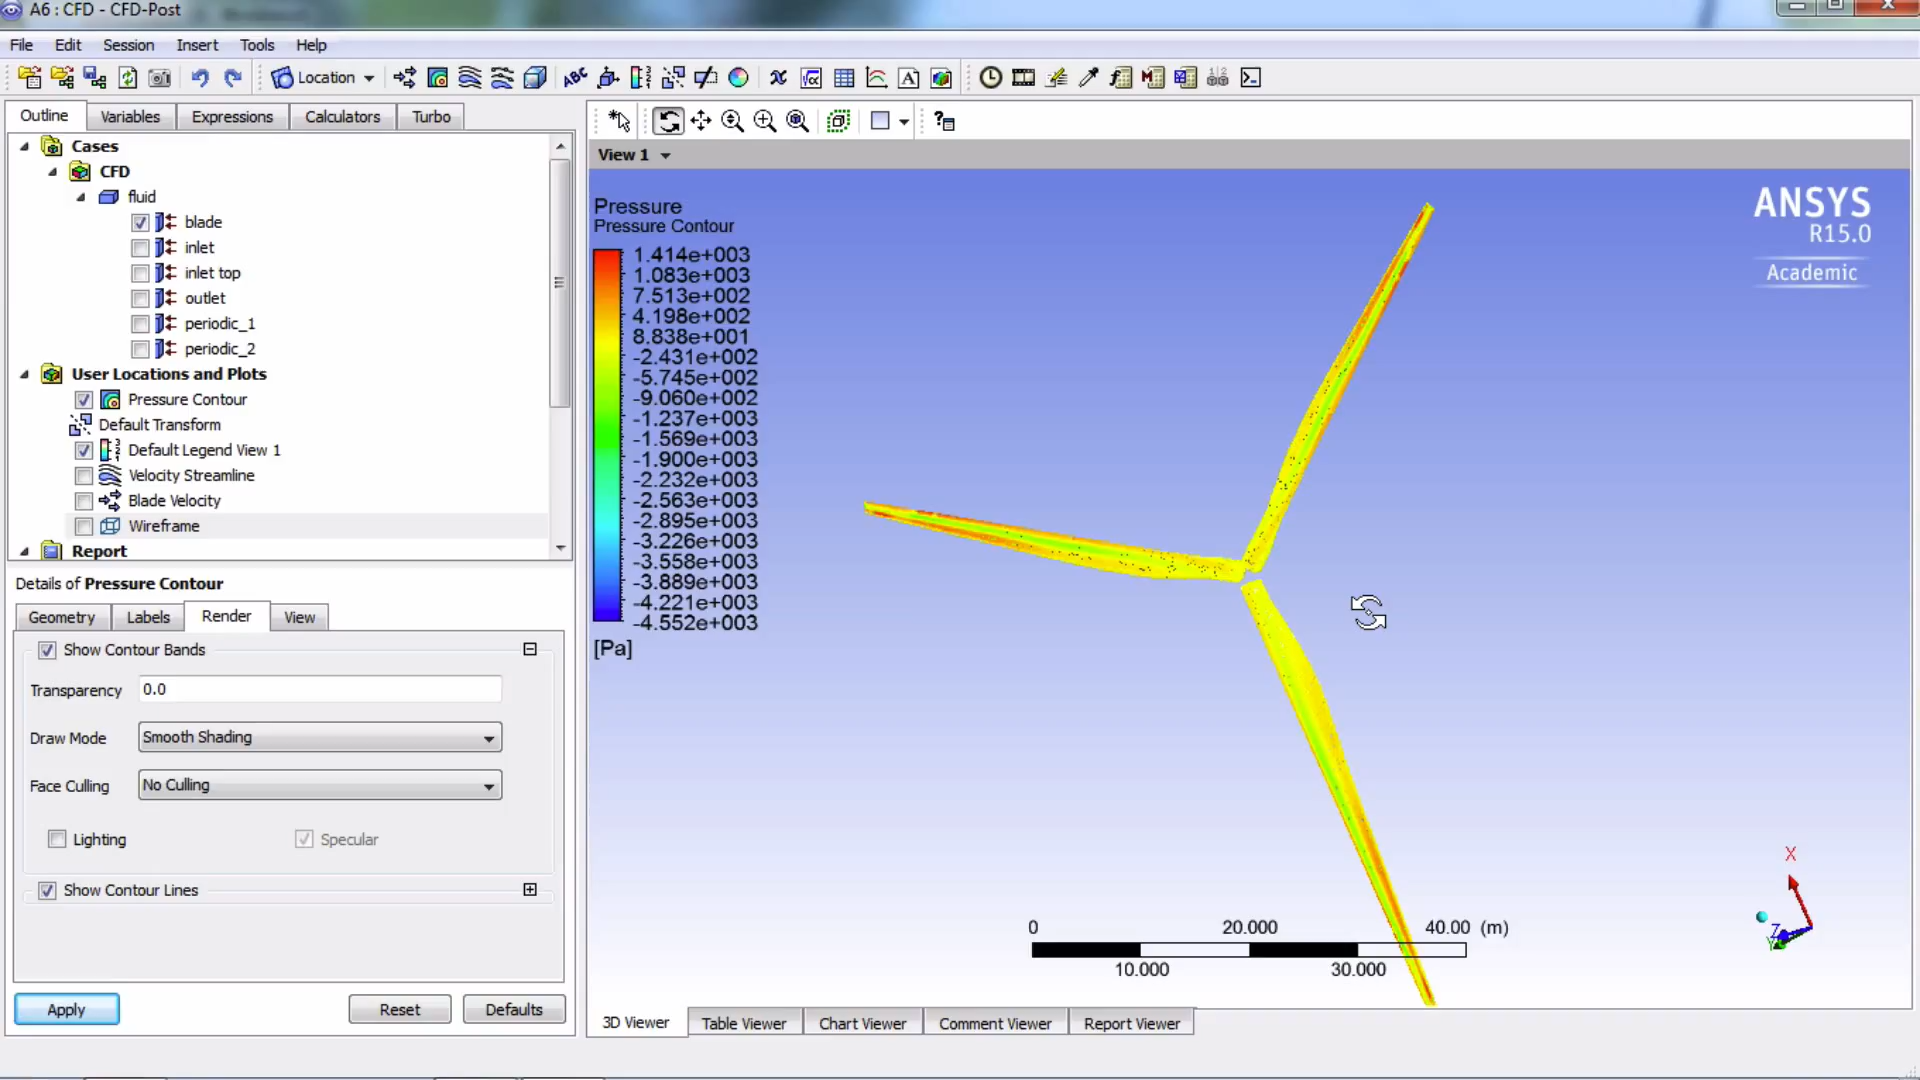 A6 : CFD - CFD-Post
File Edit Session Insert Tools Help
Location
Outline Variables Expressions Calculators Turbo
Cases
CFD
fluid
blade
inlet
inlet top
outlet
periodic_1
periodic_2
User Locations and Plots
Pressure Contour
Default Transform
Default Legend View 1
Velocity Streamline
Blade Velocity
Wireframe
Report
Details of Pressure Contour
Geometry Labels Render View
Show Contour Bands
Transparency 0.0
Draw Mode Smooth Shading
Face Culling No Culling
Lighting Specular
Show Contour Lines
Apply Reset Defaults
View 1
Pressure
Pressure Contour
1.414e+003
1.083e+003
7.513e+002
4.198e+002
8.838e+001
-2.431e+002
-5.745e+002
-9.060e+002
-1.237e+003
-1.569e+003
-1.900e+003
-2.232e+003
-2.563e+003
-2.895e+003
-3.226e+003
-3.558e+003
-3.889e+003
-4.221e+003
-4.552e+003
[Pa]
ANSYS
R15.0
Academic
X
Z
0 20.000 40.00 (m)
10.000 30.000
3D Viewer Table Viewer Chart Viewer Comment Viewer Report Viewer